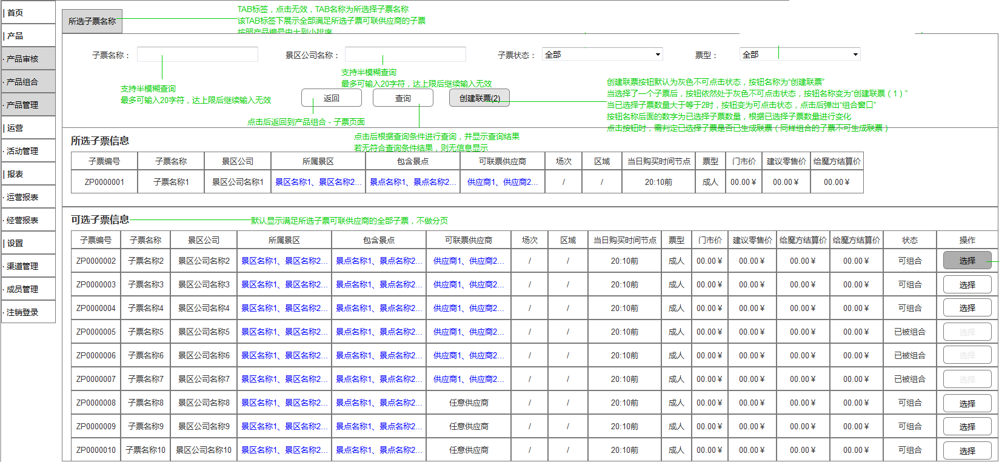 | 首页
| 产品
· 产品审核
· 产品组合
· 产品管理
| 运营
· 活动管理
| 报表
· 运营报表
· 经营报表
| 设置
· 渠道管理
· 成员管理
· 注销登录
所选子票名称
TAB标签，点击无效，TAB名称为所选择子票名称
该TAB标签下展示全部满足所选子票可联供应商的子票
按照产品编号由大到小排序
子票名称：
景区公司名称：
子票状态： 全部
票型： 全部
支持半模糊查询
最多可输入20字符，达上限后继续输入无效
支持半模糊查询
最多可输入20字符，达上限后继续输入无效
返回 查询 创建联票(2)
创建联票按钮默认为灰色不可点击状态，按钮名称为“创建联票”
当选择了一个子票后，按钮依然处于灰色不可点击状态，按钮名称变为“创建联票（1）”
当已选择子票数量大于等于2时，按钮变为可点击状态，点击后弹出“组合窗口”
按钮名称后面的数字为已选择子票数量，根据已选择子票数量进行变化
点击按钮时，需判定已选择子票是否已生成联票（同样组合的子票不可生成联票）
点击后返回到产品组合 - 子票页面
点击后根据查询条件进行查询，并显示查询结果
若无符合查询条件结果，则无信息显示
所选子票信息
子票编号 子票名称 景区公司 所属景区 包含景点 可联票供应商 场次 区域 当日购买时间节点 票型 门市价 建议零售价 给魔方结算价
ZP0000001 子票名称1 景区公司名称1 景区名称1、景区名称2... 景点名称1、景点名称2... 供应商1、供应商2... / / 20:10前 成人 00.00￥ 00.00￥ 00.00￥
可选子票信息
默认显示满足所选子票可联供应商的全部子票，不做分页
子票编号 子票名称 景区公司 所属景区 包含景点 可联票供应商 场次 区域 当日购买时间节点 票型 门市价 建议零售价 给魔方结算价 给魔方结算价 状态 操作
ZP0000002 子票名称2 景区公司名称2 景区名称1、景区名称2... 景点名称1、景点名称2... 供应商1、供应商2... / / 20:10前 成人 00.00￥ 00.00￥ 00.00￥ 00.00￥ 可组合 选择
ZP0000003 子票名称3 景区公司名称3 景区名称1、景区名称2... 景点名称1、景点名称2... 供应商1、供应商2... / / 20:10前 成人 00.00￥ 00.00￥ 00.00￥ 00.00￥ 可组合 选择
ZP0000004 子票名称4 景区公司名称4 景区名称1、景区名称2... 景点名称1、景点名称2... 供应商1、供应商2... / / 20:10前 成人 00.00￥ 00.00￥ 00.00￥ 00.00￥ 可组合 选择
ZP0000005 子票名称5 景区公司名称5 景区名称1、景区名称2... 景点名称1、景点名称2... 供应商1、供应商2... / / 20:10前 成人 00.00￥ 00.00￥ 00.00￥ 00.00￥ 已被组合 选择
ZP0000006 子票名称6 景区公司名称6 景区名称1、景区名称2... 景点名称1、景点名称2... 供应商1、供应商2... / / 20:10前 成人 00.00￥ 00.00￥ 00.00￥ 00.00￥ 已被组合 选择
ZP0000007 子票名称7 景区公司名称7 景区名称1、景区名称2... 景点名称1、景点名称2... 供应商1、供应商2... / / 20:10前 成人 00.00￥ 00.00￥ 00.00￥ 00.00￥ 已被组合 选择
ZP0000008 子票名称8 景区公司名称8 景区名称1、景区名称2... 景点名称1、景点名称2... 任意供应商 / / 20:10前 成人 00.00￥ 00.00￥ 00.00￥ 00.00￥ 可组合 选择
ZP0000009 子票名称9 景区公司名称9 景区名称1、景区名称2... 景点名称1、景点名称2... 任意供应商 / / 20:10前 成人 00.00￥ 00.00￥ 00.00￥ 00.00￥ 可组合 选择
ZP0000010 子票名称10 景区公司名称10 景区名称1、景区名称2... 景点名称1、景点名称2... 任意供应商 / / 20:10前 成人 00.00￥ 00.00￥ 00.00￥ 00.00￥ 可组合 选择